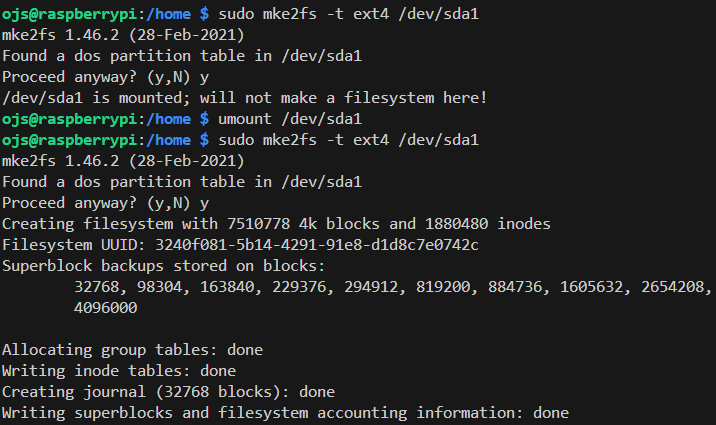 ojs@raspberrypi:/home $ sudo mke2fs -t ext4 /dev/sda1
mke2fs 1.46.2 (28-Feb-2021)
Found a dos partition table in /dev/sda1
Proceed anyway? (y,N) y
/dev/sda1 is mounted; will not make a filesystem here!
ojs@raspberrypi:/home $ umount /dev/sda1
ojs@raspberrypi:/home $ sudo mke2fs -t ext4 /dev/sda1
mke2fs 1.46.2 (28-Feb-2021)
Found a dos partition table in /dev/sda1
Proceed anyway? (y,N) y
Creating filesystem with 7510778 4k blocks and 1880480 inodes
Filesystem UUID: 3240f081-5b14-4291-91e8-d1d8c7e0742c
Superblock backups stored on blocks:
        32768, 98304, 163840, 229376, 294912, 819200, 884736, 1605632, 2654208,
        4096000

Allocating group tables: done
Writing inode tables: done
Creating journal (32768 blocks): done
Writing superblocks and filesystem accounting information: done